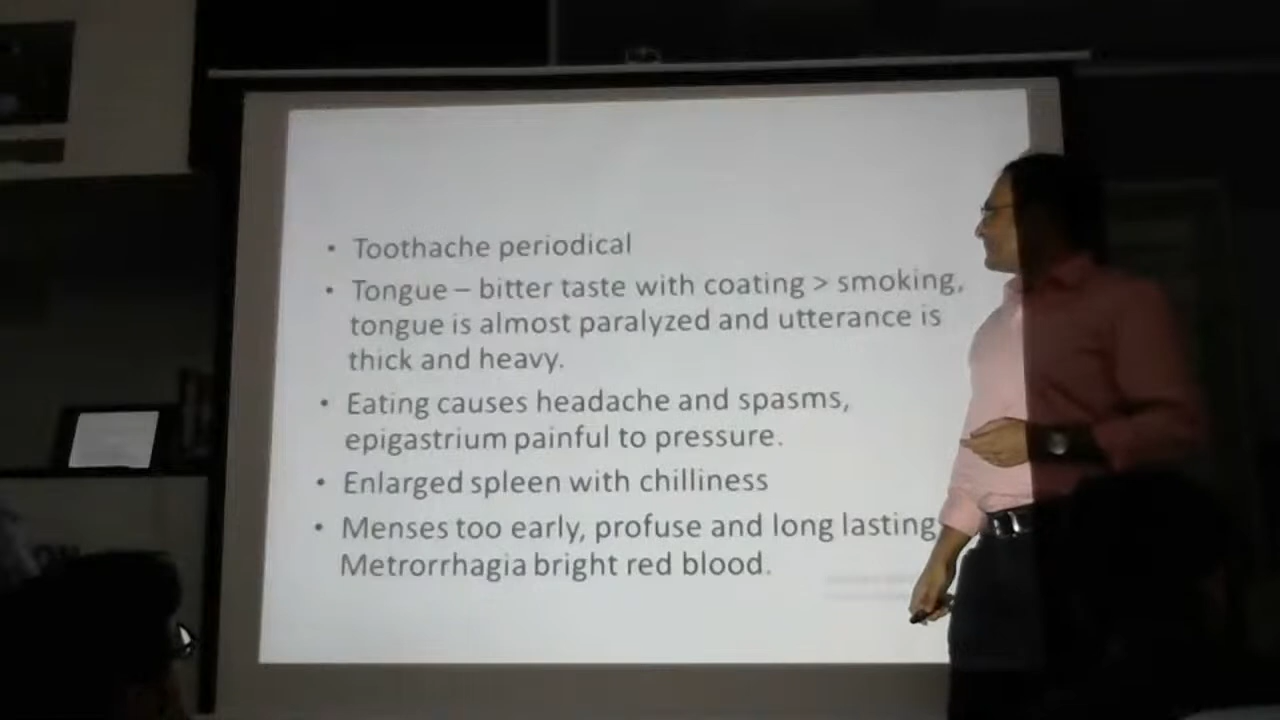 • Toothache periodical
• Tongue – bitter taste with coating > smoking,
tongue is almost paralyzed and utterance is
thick and heavy.
• Eating causes headache and spasms,
epigastrium painful to pressure.
• Enlarged spleen with chilliness
• Menses too early, profuse and long lasting
Metrorrhagia bright red blood.